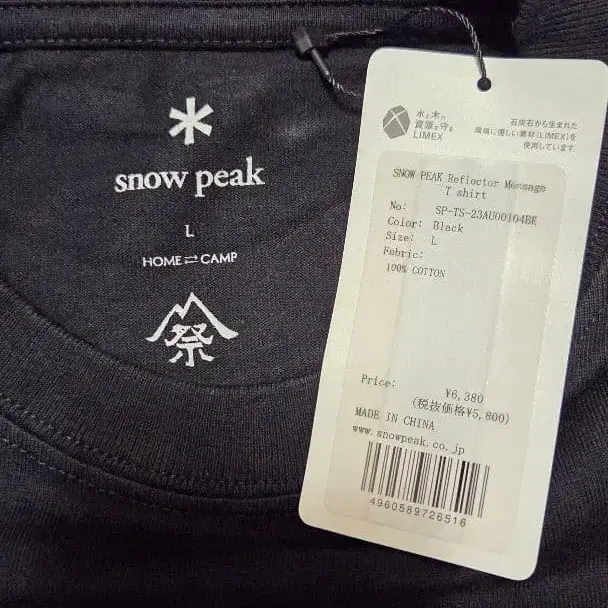 snow peak
L
HOME⇄CAMP
祭
水と木の
資源を守る
LIMEX
石灰石から生まれた
環境に優しい素材(LIMEX)を
使用しています.
SNOW PEAK Reflector Message
T shirt
No: SP-TS-23AU00104BE
Color: Black
Size: L
Fabric:
100% COTTON
Price: ¥6,380
(税抜価格¥5,800)
MADE IN CHINA
www.snowpeak.co.jp
4960589726516